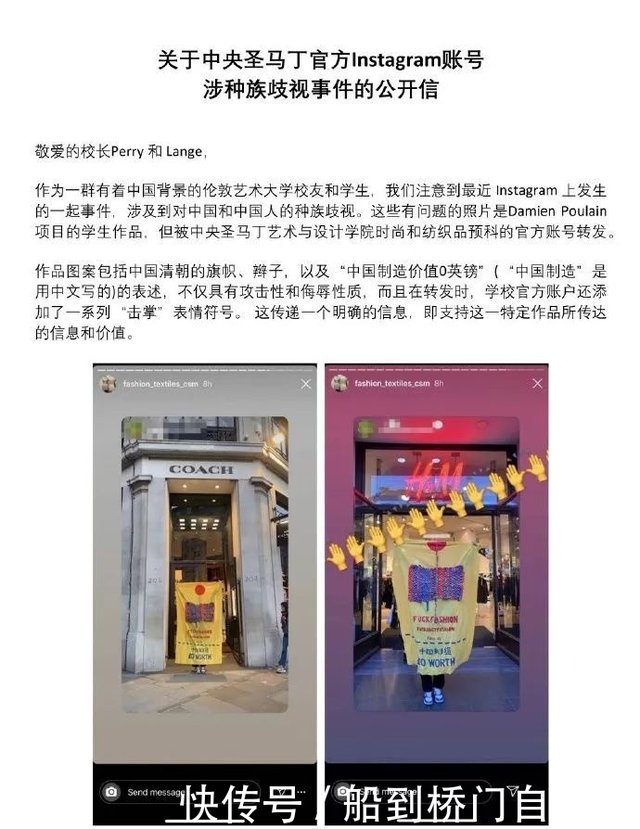 关于中央圣马丁官方Instagram账号
涉种族歧视事件的公开信
敬爱的校长Perry 和 Lange，
作为一群有着中国背景的伦敦艺术大学校友和学生，我们注意到最近 Instagram 上发生
的一起事件，涉及到对中国和中国人的种族歧视。这些有问题的照片是Damien Poulain
项目的学生作品，但被中央圣马丁艺术与设计学院时尚和纺织品预科的官方账号转发。
作品图案包括中国清朝的旗帜、辫子，以及“中国制造价值0英镑”(“中国制造”是
用中文写的)的表述，不仅具有攻击性和侮辱性质，而且在转发时，学校官方账户还添
加了一系列“击掌”表情符号。 这传递一个明确的信息，即支持这一特定作品所传达
的信息和价值。
fashion_textiles_csm 8h
COACH
中国制造
£0 WORTH
Send message
fashion_textiles_csm 8h
H&M
FUCK FASHION
中国制造
£0 WORTH
Send message
快传号 / 船到桥门自